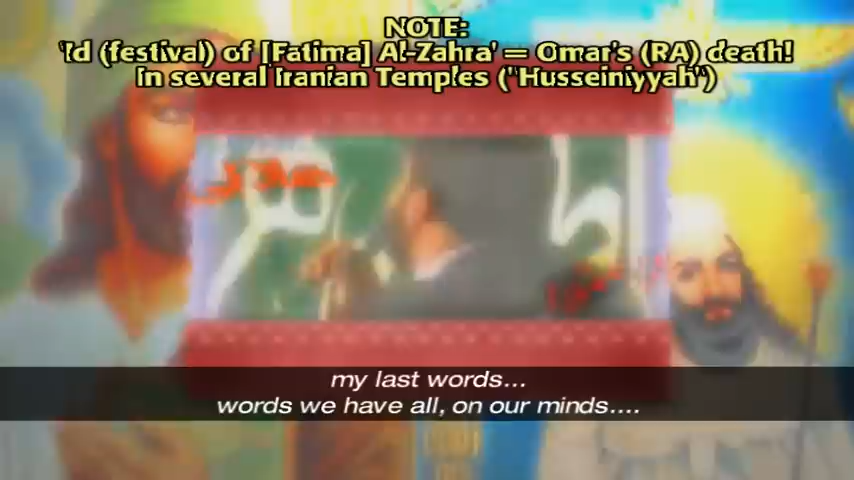 NOTE:
'Id (festival) of [Fatima] Al-Zahra' = Omar's (RA) death!
in several Iranian Temples ("Husseiniyyah")
my last words...
words we have all, on our minds....